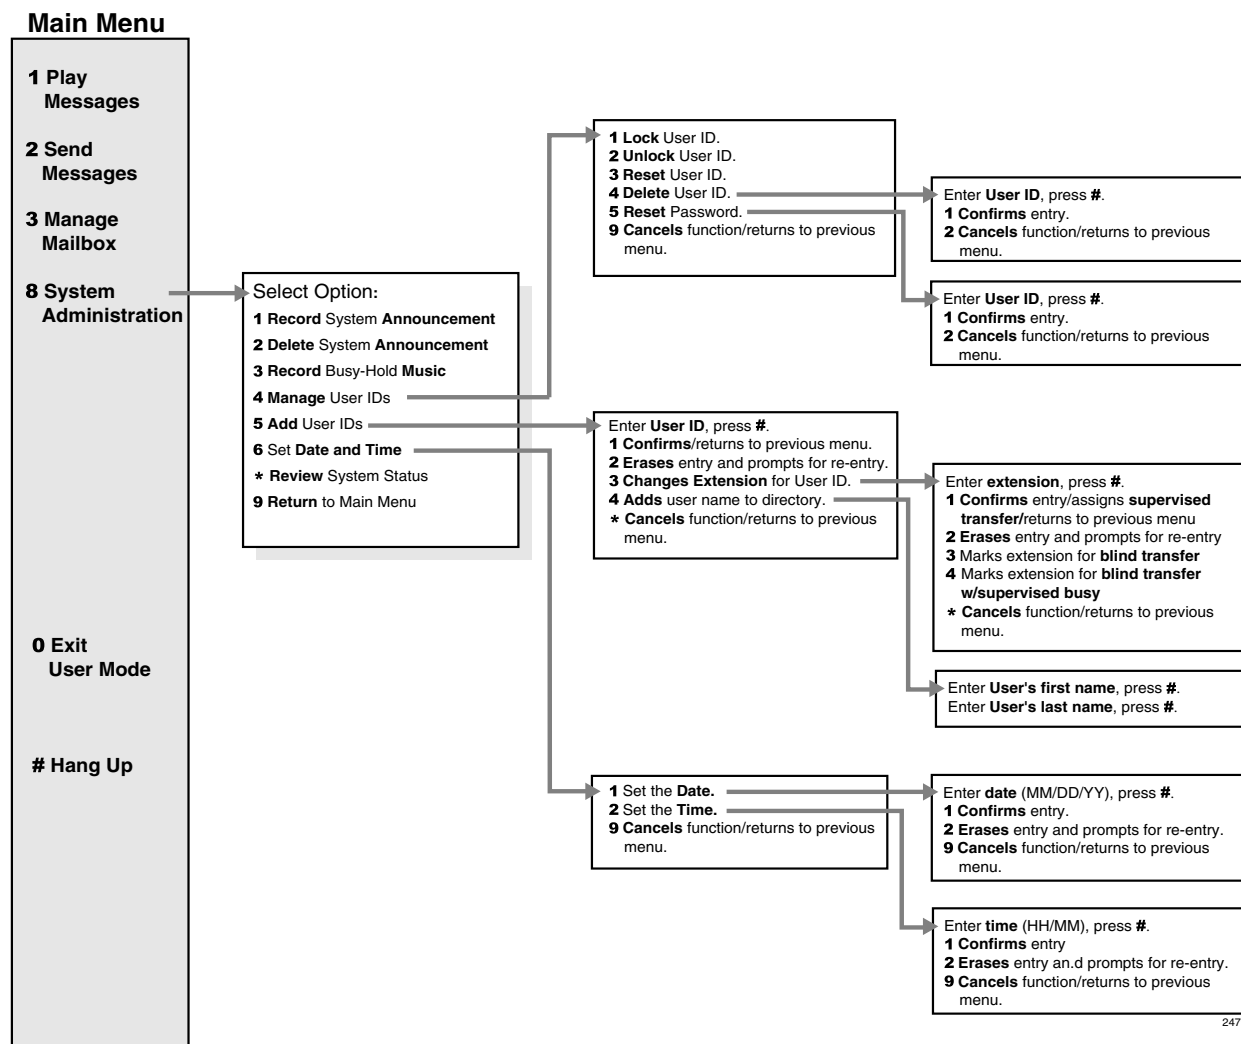 Main Menu
1 Play
Messages
2 Send
Messages
3 Manage
Mailbox
8 System
Administration
0 Exit
User Mode
# Hang Up
Select Option:
1 Record System Announcement
2 Delete System Announcement
3 Record Busy-Hold Music
4 Manage User IDs
5 Add User IDs
6 Set Date and Time
* Review System Status
9 Return to Main Menu
1 Lock User ID.
2 Unlock User ID.
3 Reset User ID.
4 Delete User ID.
5 Reset Password.
9 Cancels function/returns to previous
menu.
Enter User ID, press #.
1 Confirms entry.
2 Cancels function/returns to previous
menu.
Enter User ID, press #.
1 Confirms entry.
2 Cancels function/returns to previous
menu.
Enter User ID, press #.
1 Confirms/returns to previous menu.
2 Erases entry and prompts for re-entry.
3 Changes Extension for User ID.
4 Adds user name to directory.
* Cancels function/returns to previous
menu.
Enter extension, press #.
1 Confirms entry/assigns supervised
transfer/returns to previous menu
2 Erases entry and prompts for re-entry
3 Marks extension for blind transfer
4 Marks extension for blind transfer
w/supervised busy
* Cancels function/returns to previous
menu.
Enter User's first name, press #.
Enter User's last name, press #.
1 Set the Date.
2 Set the Time.
9 Cancels function/returns to previous
menu.
Enter date (MM/DD/YY), press #.
1 Confirms entry.
2 Erases entry and prompts for re-entry.
9 Cancels function/returns to previous
menu.
Enter time (HH/MM), press #.
1 Confirms entry
2 Erases entry an.d prompts for re-entry.
9 Cancels function/returns to previous
menu.
247